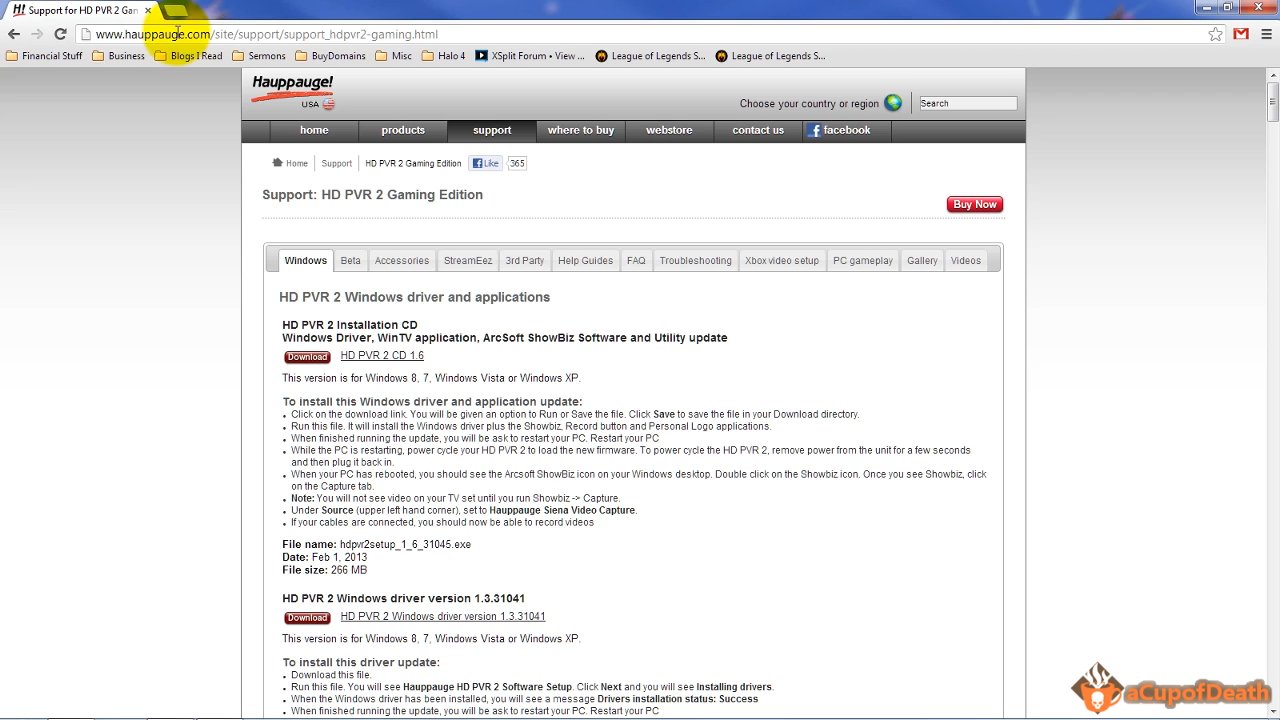 H! Support for HD PVR 2 Gan
www.hauppauge.com/site/support/support_hdpvr2-gaming.html
Financial Stuff Business Blogs I Read Sermons BuyDomains Misc Halo 4 XSplit Forum • View ... League of Legends S... League of Legends S...
Hauppauge!
USA
Choose your country or region Search
home products support where to buy webstore contact us facebook
Home Support HD PVR 2 Gaming Edition Like 365
Support: HD PVR 2 Gaming Edition
Buy Now
Windows Beta Accessories StreamEez 3rd Party Help Guides FAQ Troubleshooting Xbox video setup PC gameplay Gallery Videos
HD PVR 2 Windows driver and applications
HD PVR 2 Installation CD
Windows Driver, WinTV application, ArcSoft ShowBiz Software and Utility update
Download HD PVR 2 CD 1.6
This version is for Windows 8, 7, Windows Vista or Windows XP.
To install this Windows driver and application update:
• Click on the download link. You will be given an option to Run or Save the file. Click Save to save the file in your Download directory.
• Run this file. It will install the Windows driver plus the Showbiz, Record button and Personal Logo applications.
• When finished running the update, you will be ask to restart your PC. Restart your PC
• While the PC is restarting, power cycle your HD PVR 2 to load the new firmware. To power cycle the HD PVR 2, remove power from the unit for a few seconds
and then plug it back in.
• When your PC has rebooted, you should see the Arcsoft ShowBiz icon on your Windows desktop. Double click on the Showbiz icon. Once you see Showbiz, click
on the Capture tab.
• Note: You will not see video on your TV set until you run Showbiz -> Capture.
• Under Source (upper left hand corner), set to Hauppauge Siena Video Capture.
• If your cables are connected, you should now be able to record videos
File name: hdpvr2setup_1_6_31045.exe
Date: Feb 1, 2013
File size: 266 MB
HD PVR 2 Windows driver version 1.3.31041
Download HD PVR 2 Windows driver version 1.3.31041
This version is for Windows 8, 7, Windows Vista or Windows XP.
To install this driver update:
• Download this file.
• Run this file. You will see Hauppauge HD PVR 2 Software Setup. Click Next and you will see Installing drivers.
• When the Windows driver has been installed, you will see a message Drivers installation status: Success
• When finished running the update, you will be ask to restart your PC. Restart your PC
aCupofDeath